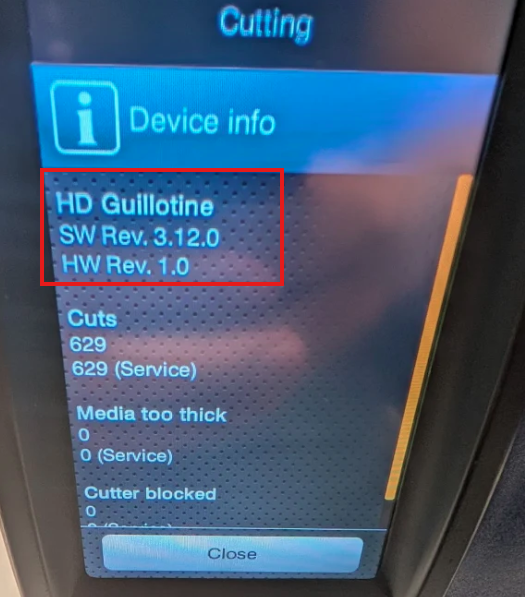 Cutting
Device info
HD Guillotine
SW Rev. 3.12.0
HW Rev. 1.0
Cuts
629
629 (Service)
Media too thick
0
0 (Service)
Cutter blocked
0
Close